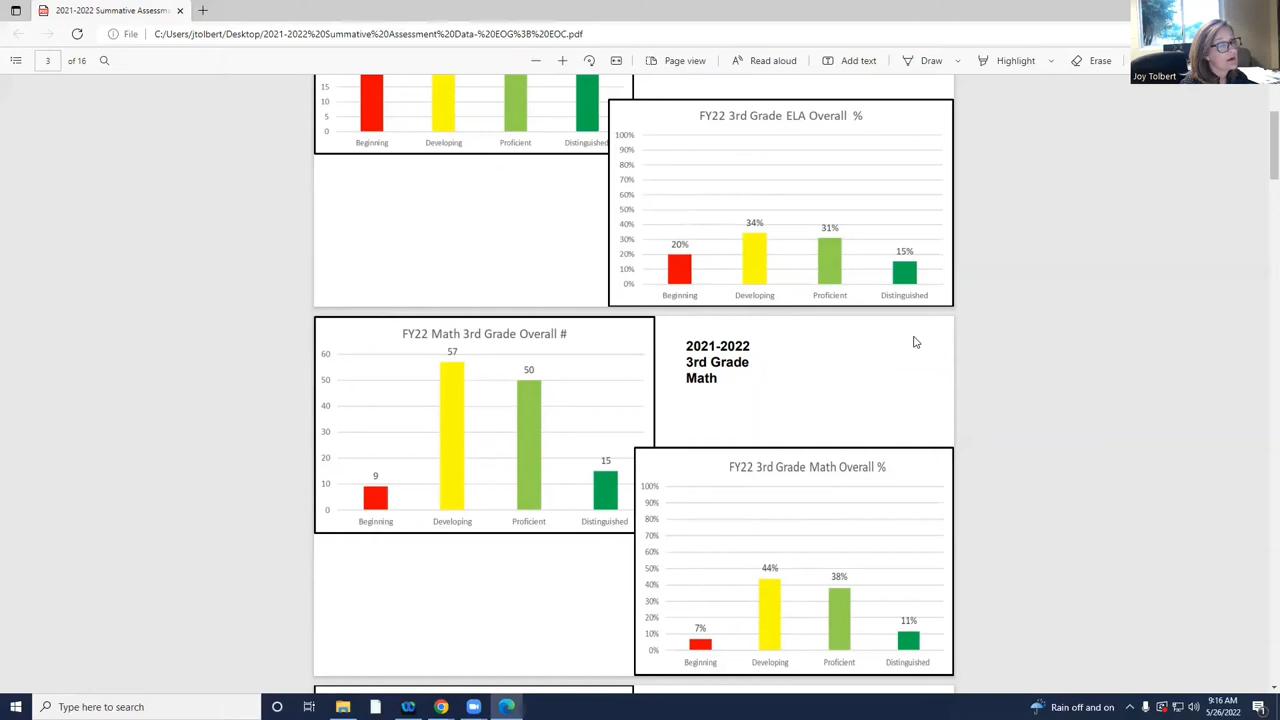 2021-2022 Summative Assessm
File
C:/Users/jtolbert/Desktop/2021-2022%20Summative%20Assessment%20Data-%20EOG%3B%20EOC.pdf
3 of 16
Page view
Read aloud
Add text
Draw
Highlight
Erase
Joy Tolbert
15
10
5
0
Beginning Developing Proficient Distinguished
FY22 3rd Grade ELA Overall %
100%
90%
80%
70%
60%
50%
40%
30%
20%
10%
0%
20%
34%
31%
15%
Beginning Developing Proficient Distinguished
FY22 Math 3rd Grade Overall #
60
50
40
30
20
10
0
9
57
50
15
Beginning Developing Proficient Distinguished
2021-2022
3rd Grade
Math
FY22 3rd Grade Math Overall %
100%
90%
80%
70%
60%
50%
40%
30%
20%
10%
0%
7%
44%
38%
11%
Beginning Developing Proficient Distinguished
Type here to search
Rain off and on
9:16 AM
5/26/2022
1